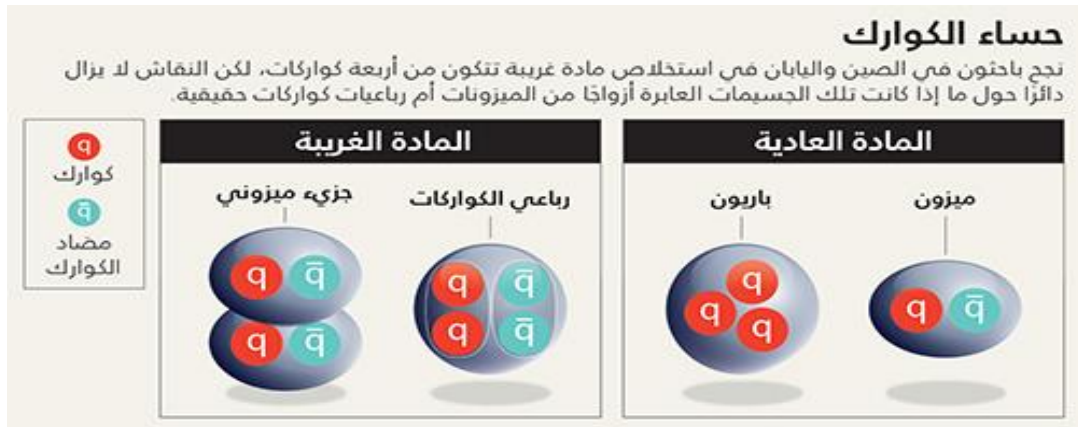 حساء الكوارك
نجح باحثون في الصين واليابان في استخلاص مادة غريبة تتكون من أربعة كواركات، لكن النقاش لا يزال
دائرًا حول ما إذا كانت تلك الجسيمات العابرة أزواجًا من الميزونات أم رباعيات كواركات حقيقية.
المادة العادية
ميزون
باريون
q q̄
q
q q
المادة الغريبة
رباعي الكواركات
جزيء ميزوني
q q̄
q q̄
q q̄
q q̄
q
كوارك
q̄
مضاد
الكوارك